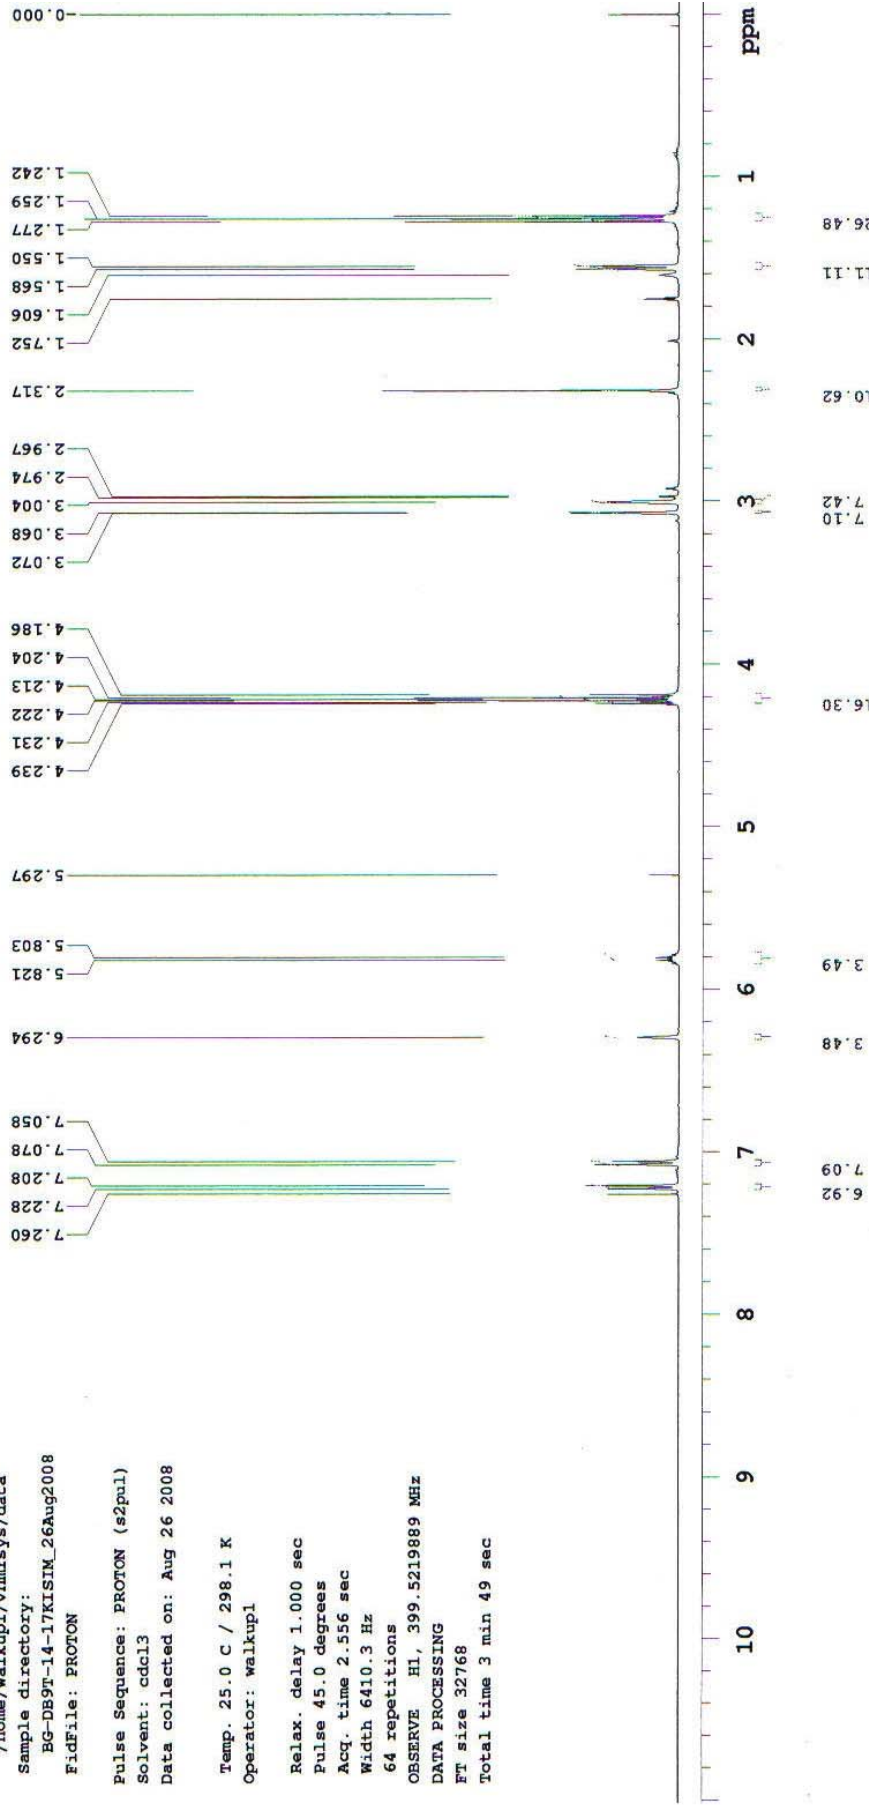 Sample directory:
BG-DB9T-14-17KISIM_26Aug2008
FidFile: PROTON
Pulse Sequence: PROTON (s2pul)
Solvent: cdcl3
Data collected on: Aug 26 2008
Temp. 25.0 C / 298.1 K
Operator: walkup1
Relax. delay 1.000 sec
Pulse 45.0 degrees
Acq. time 2.556 sec
Width 6410.3 Hz
64 repetitions
OBSERVE H1, 399.5219889 MHz
DATA PROCESSING
FT size 32768
Total time 3 min 49 sec
7.260
7.228
7.208
7.078
7.058
6.294
5.821
5.803
5.297
4.239
4.231
4.222
4.213
4.204
4.186
3.072
3.068
3.004
2.974
2.967
2.317
1.752
1.606
1.568
1.550
1.277
1.259
1.242
0.000
10
9
8
7
6
5
4
3
2
1
ppm
6.92
7.09
3.48
3.49
16.30
7.10
7.42
10.62
11.11
26.48